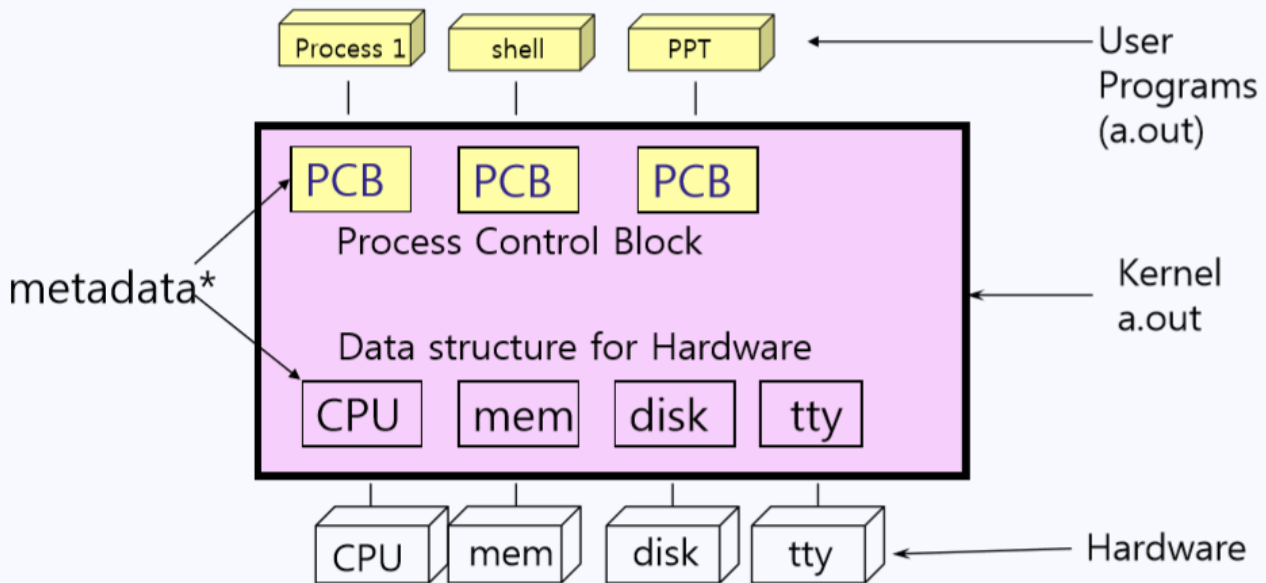 Process 1
shell
PPT
User
Programs
(a.out)
PCB
PCB
PCB
Process Control Block
metadata*
Kernel
a.out
Data structure for Hardware
CPU
mem
disk
tty
CPU
mem
disk
tty
Hardware